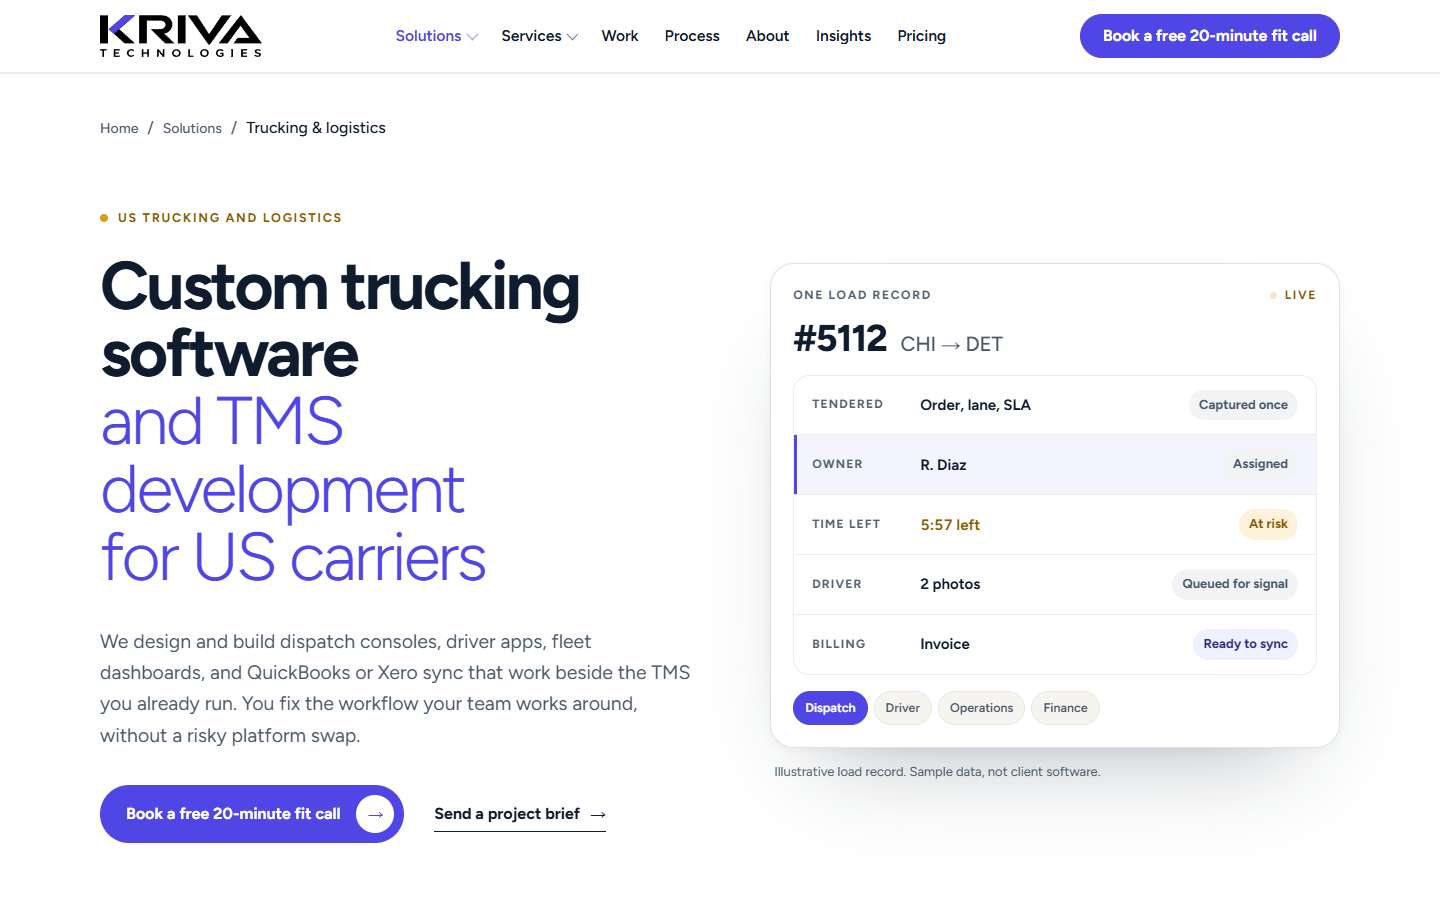 KRIVA
TECHNOLOGIES
Solutions
Services
Work
Process
About
Insights
Pricing
Book a free 20-minute fit call
Home / Solutions / Trucking & logistics
US TRUCKING AND LOGISTICS
Custom trucking
software
and TMS
development
for US carriers
We design and build dispatch consoles, driver apps, fleet
dashboards, and QuickBooks or Xero sync that work beside the TMS
you already run. You fix the workflow your team works around,
without a risky platform swap.
Book a free 20-minute fit call →
Send a project brief →
ONE LOAD RECORD
LIVE
#5112 CHI → DET
TENDERED Order, lane, SLA Captured once
OWNER R. Diaz Assigned
TIME LEFT 5:57 left At risk
DRIVER 2 photos Queued for signal
BILLING Invoice Ready to sync
Dispatch Driver Operations Finance
Illustrative load record. Sample data, not client software.